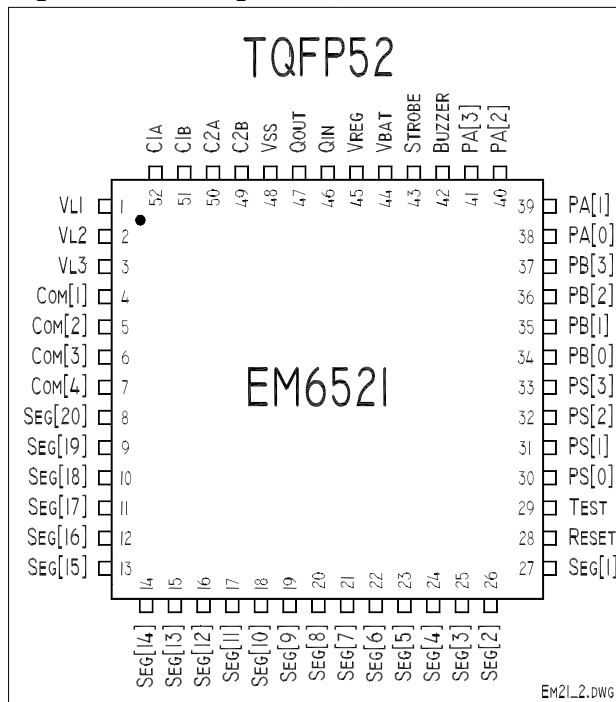 TQFP52
C1A C1B C2A C2B VSS QOUT QIN VREG VBAT STROBE BUZZER PA[3] PA[2]
52 51 50 49 48 47 46 45 44 43 42 41 40
VL1 1 39 PA[1]
VL2 2 38 PA[0]
VL3 3 37 PB[3]
COM[1] 4 36 PB[2]
COM[2] 5 35 PB[1]
COM[3] 6 34 PB[0]
COM[4] 7 33 PS[3]
EM6521
SEG[20] 8 32 PS[2]
SEG[19] 9 31 PS[1]
SEG[18] 10 30 PS[0]
SEG[17] 11 29 TEST
SEG[16] 12 28 RESET
SEG[15] 13 27 SEG[1]
14 15 16 17 18 19 20 21 22 23 24 25 26
SEG[14] SEG[13] SEG[12] SEG[11] SEG[10] SEG[9] SEG[8] SEG[7] SEG[6] SEG[5] SEG[4] SEG[3] SEG[2]
EM21_2.DWG